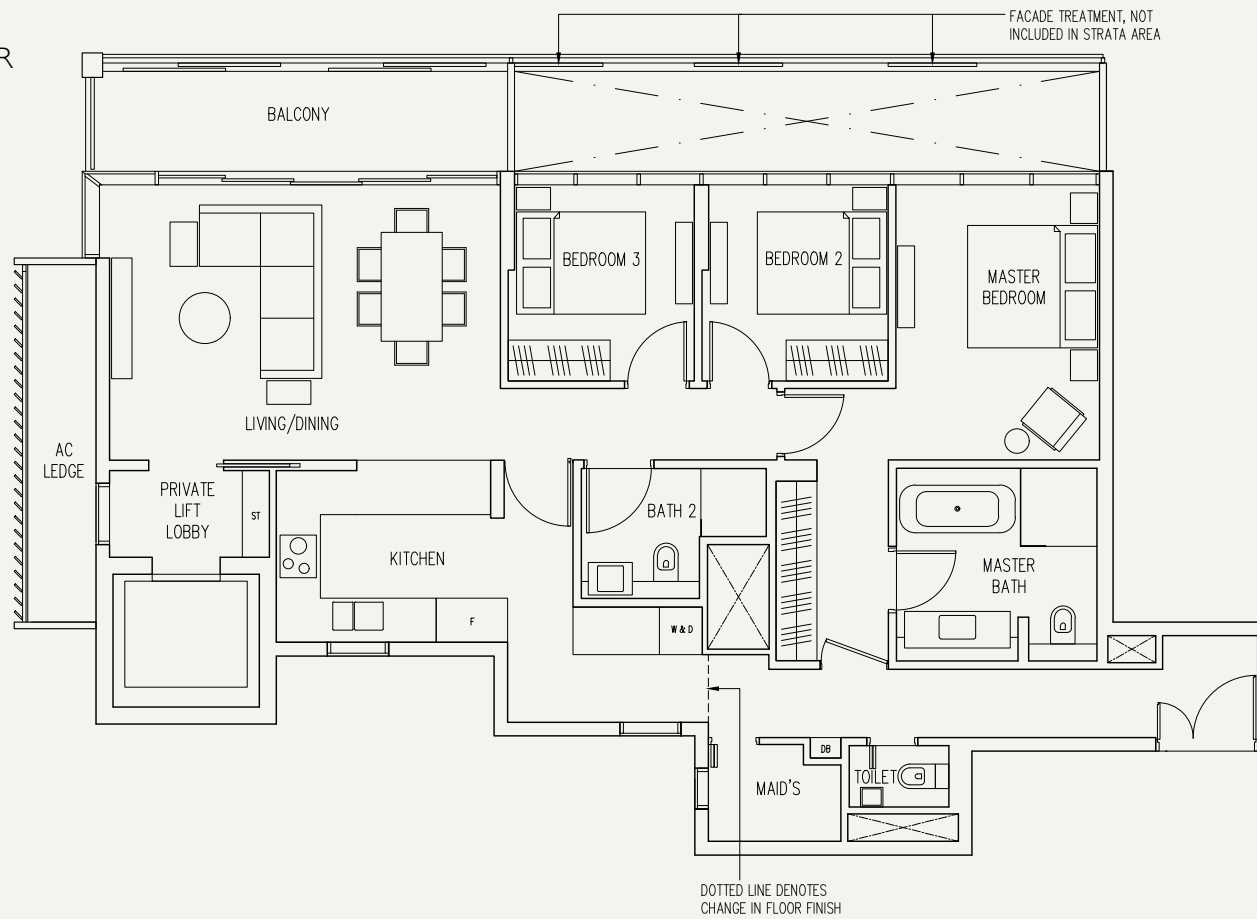 FACADE TREATMENT, NOT
INCLUDED IN STRATA AREA
R
BALCONY
BEDROOM 3
BEDROOM 2
MASTER
BEDROOM
LIVING/DINING
AC
LEDGE
PRIVATE
LIFT
LOBBY
ST
BATH 2
KITCHEN
MASTER
BATH
F
W & D
DB
TOILET
MAID'S
DOTTED LINE DENOTES
CHANGE IN FLOOR FINISH